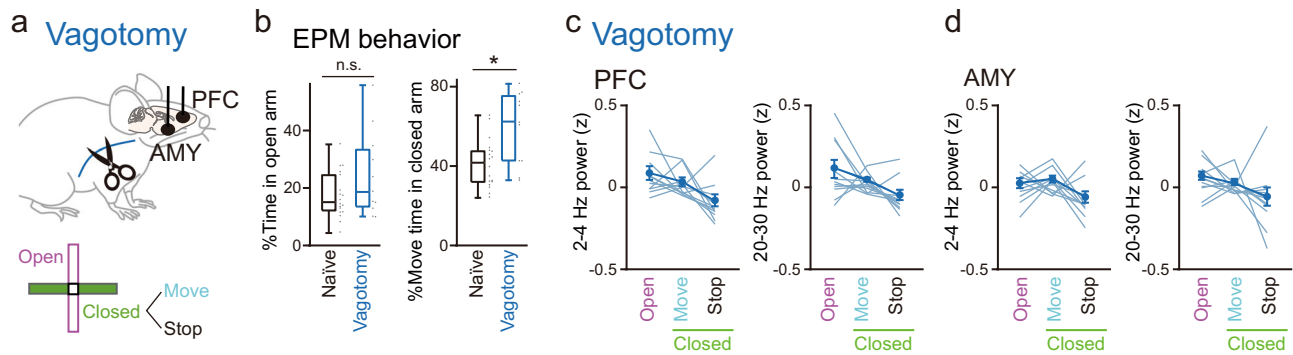 a Vagotomy
PFC
AMY
Open
Closed
Move
Stop
b EPM behavior
n.s.
%Time in open arm
40
20
0
Naïve
Vagotomy
*
%Move time in closed arm
80
40
0
Naïve
Vagotomy
c Vagotomy
PFC
2-4 Hz power (z)
0.5
0
-0.5
Open
Move
Stop
Closed
20-30 Hz power (z)
0.5
0
-0.5
Open
Move
Stop
Closed
d
AMY
2-4 Hz power (z)
0.5
0
-0.5
Open
Move
Stop
Closed
20-30 Hz power (z)
0.5
0
-0.5
Open
Move
Stop
Closed